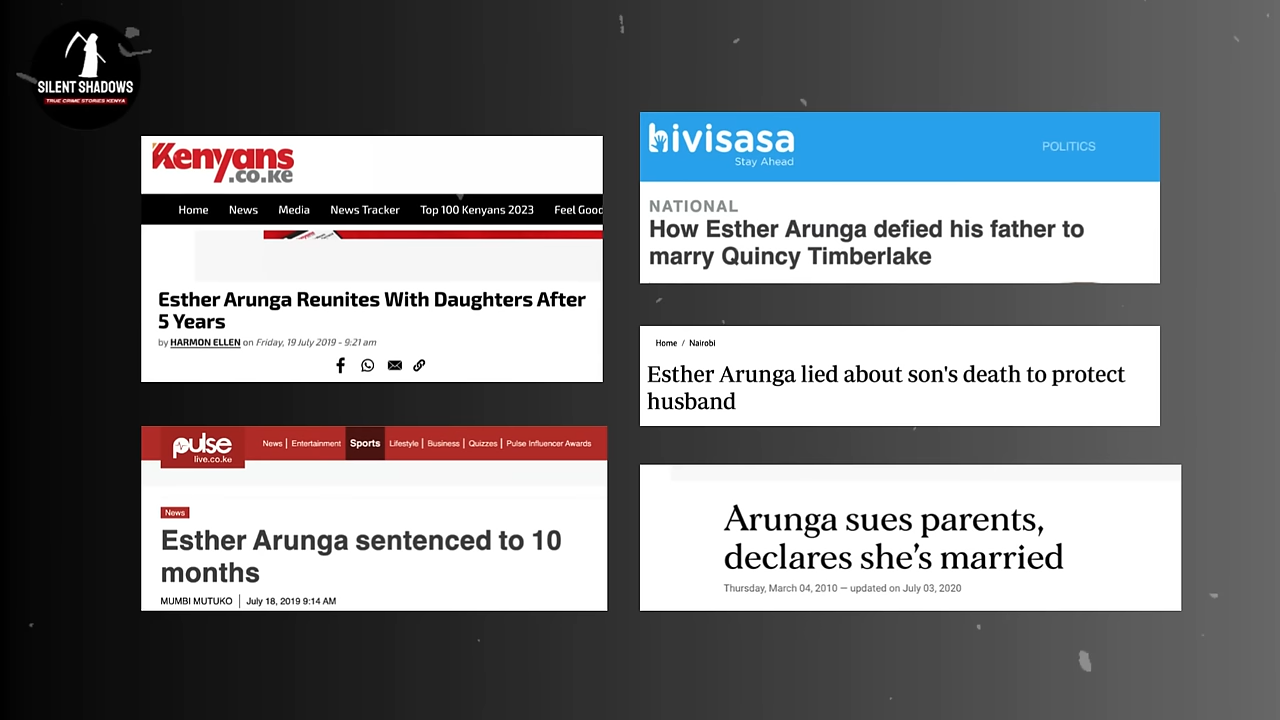 SILENT SHADOWS
TRUE CRIME STORIES KENYA
Kenyans
.co.ke
Home News Media News Tracker Top 100 Kenyans 2023 Feel Good
Esther Arunga Reunites With Daughters After
5 Years
by HARMON ELLEN on Friday, 19 July 2019 - 9:21 am
pulse
live.co.ke
News | Entertainment Sports Lifestyle | Business | Quizzes | Pulse Influencer Awards
News
Esther Arunga sentenced to 10
months
MUMBI MUTUKO | July 18, 2019 9:14 AM
hivisasa
Stay Ahead
POLITICS
NATIONAL
How Esther Arunga defied his father to
marry Quincy Timberlake
Home / Nairobi
Esther Arunga lied about son's death to protect
husband
Arunga sues parents,
declares she’s married
Thursday, March 04, 2010 — updated on July 03, 2020